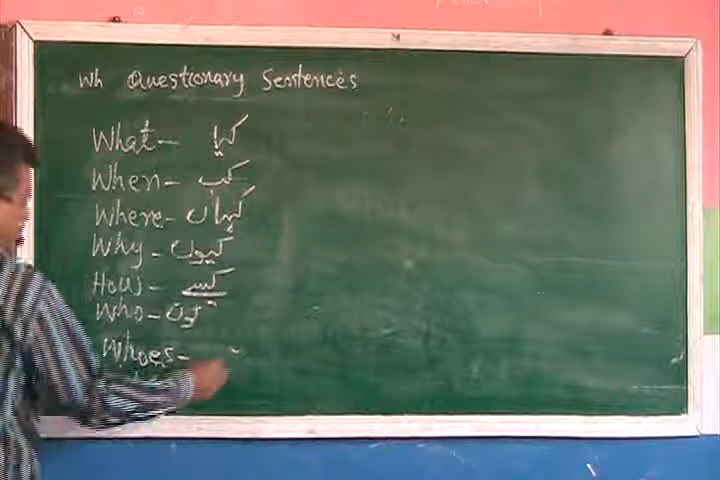 Wh Questionary Sentences
What - کیا
When - کب
Where - کہاں
Why - کیوں
How - کیسے
Who - کون
Whoes -